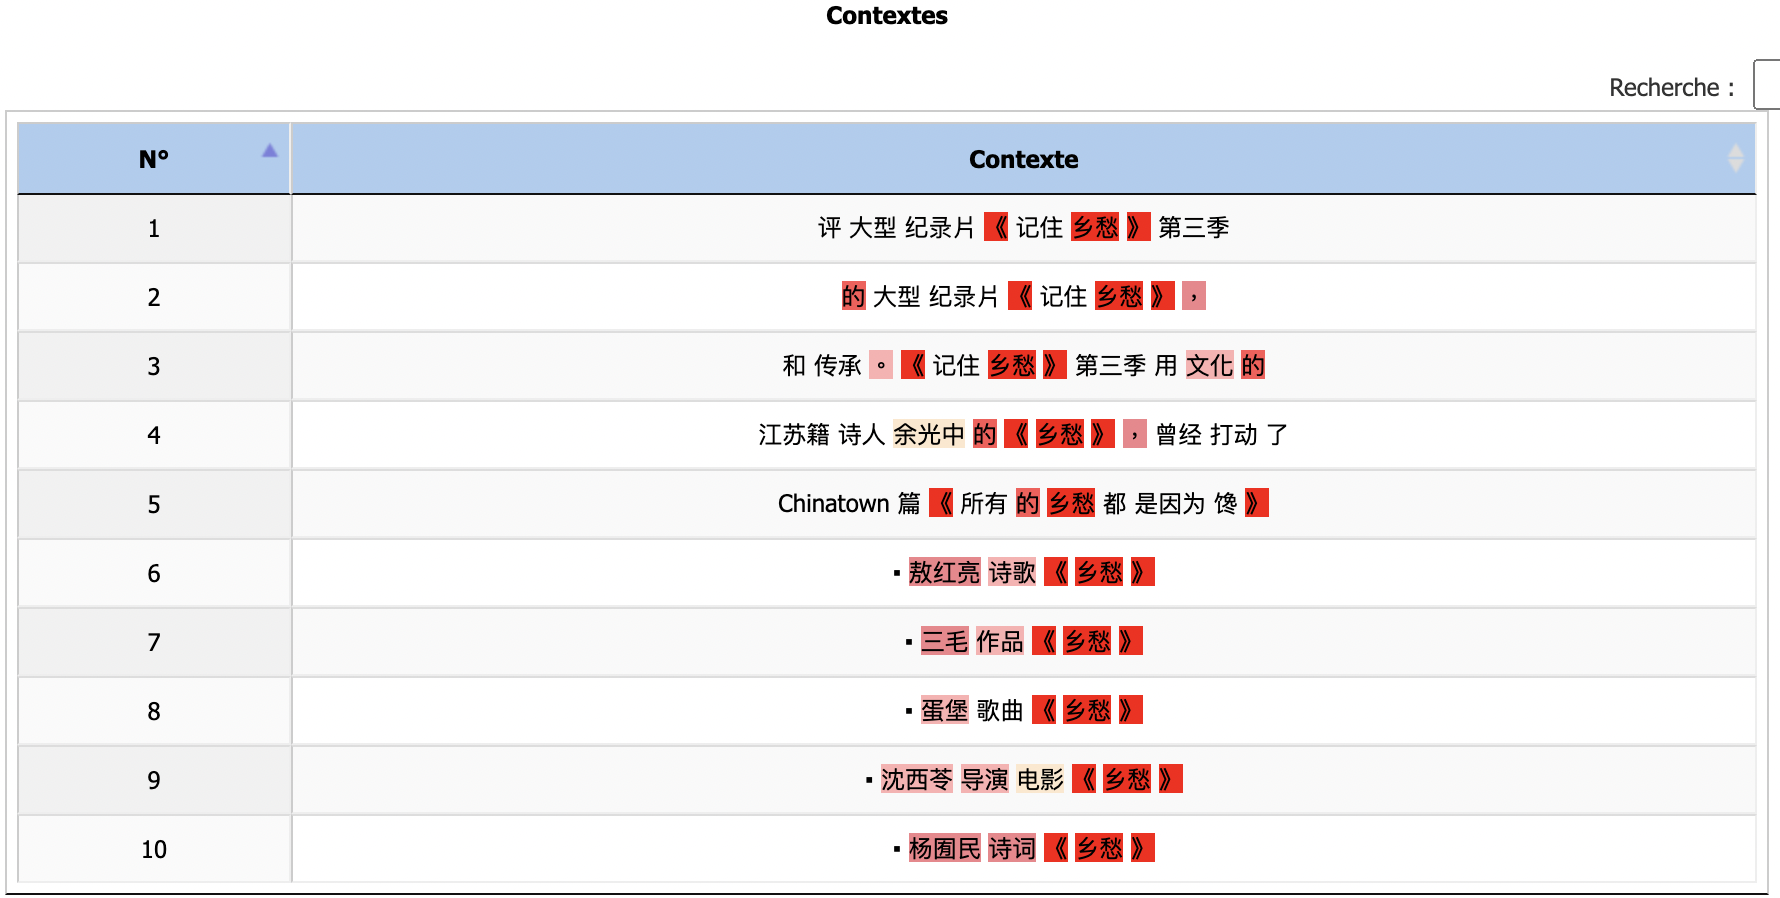 Contextes
Recherche :
N° Contexte
1 评 大型 纪录片 《 记住 乡愁 》 第三季
2 的 大型 纪录片 《 记住 乡愁 》 ，
3 和 传承 。 《 记住 乡愁 》 第三季 用 文化 的
4 江苏籍 诗人 余光中 的 《 乡愁 》 ， 曾经 打动 了
5 Chinatown 篇 《 所有 的 乡愁 都 是因为 馋 》
6 ▪ 敖红亮 诗歌 《 乡愁 》
7 ▪ 三毛 作品 《 乡愁 》
8 ▪ 蛋堡 歌曲 《 乡愁 》
9 ▪ 沈西苓 导演 电影 《 乡愁 》
10 ▪ 杨囿民 诗词 《 乡愁 》